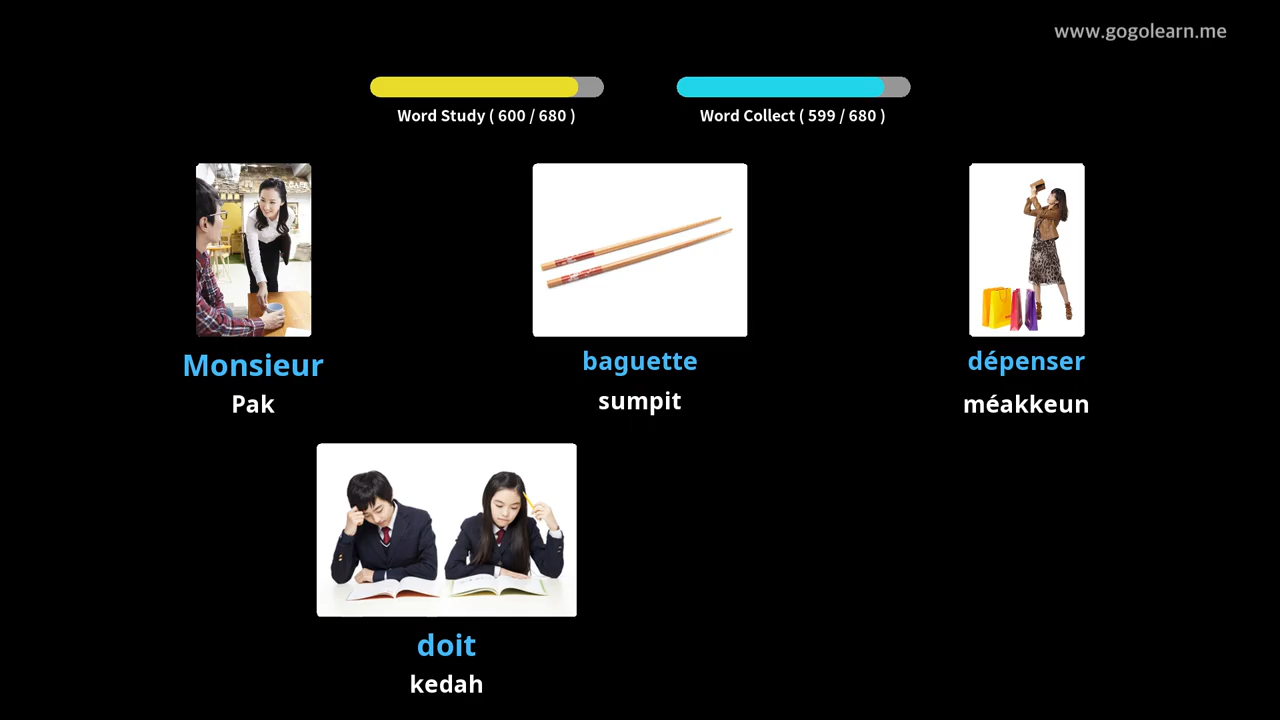 www.gogolearn.me
Word Study ( 600 / 680 )
Word Collect ( 599 / 680 )
Monsieur
Pak
baguette
sumpit
dépenser
méakkeun
doit
kedah